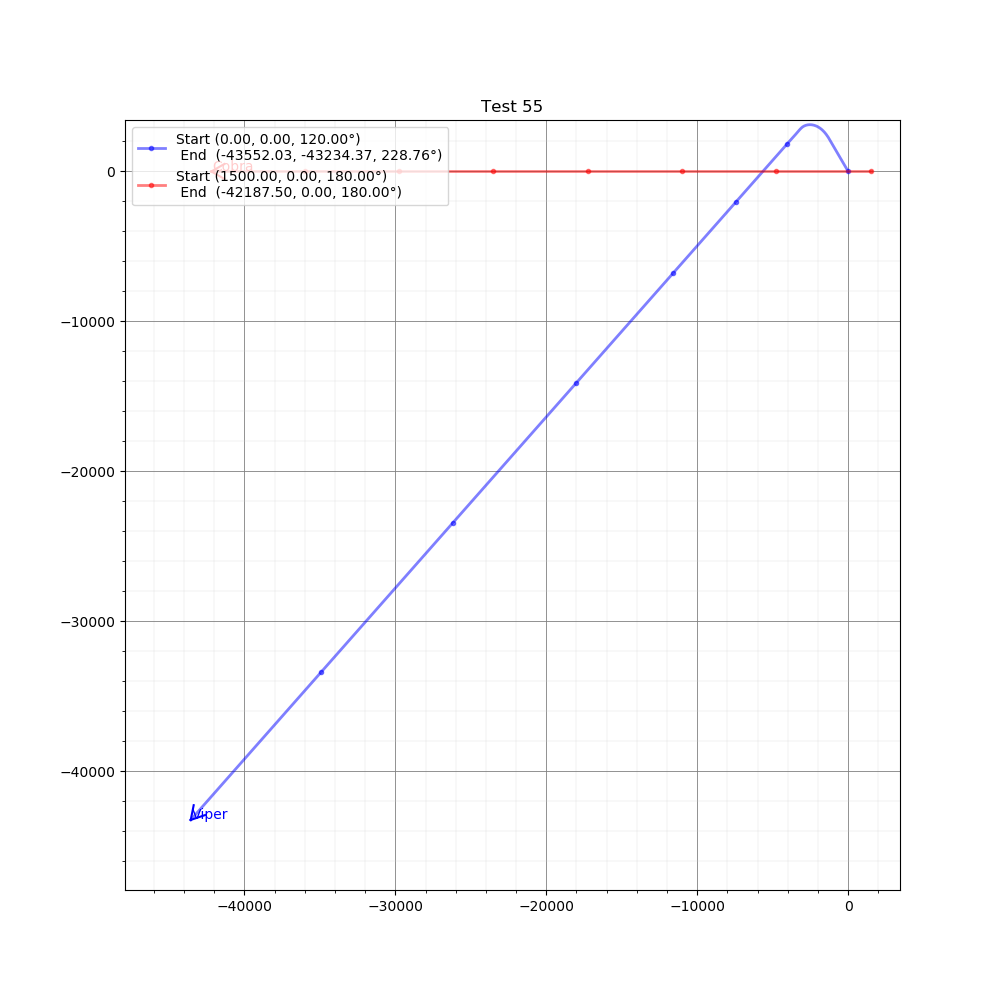 Test 55
Start (0.00, 0.00, 120.00°)
End (-43552.03, -43234.37, 228.76°)
Cobra
Start (1500.00, 0.00, 180.00°)
End (-42187.50, 0.00, 180.00°)
0
−10000
−20000
−30000
−40000
Viper
−40000 −30000 −20000 −10000 0